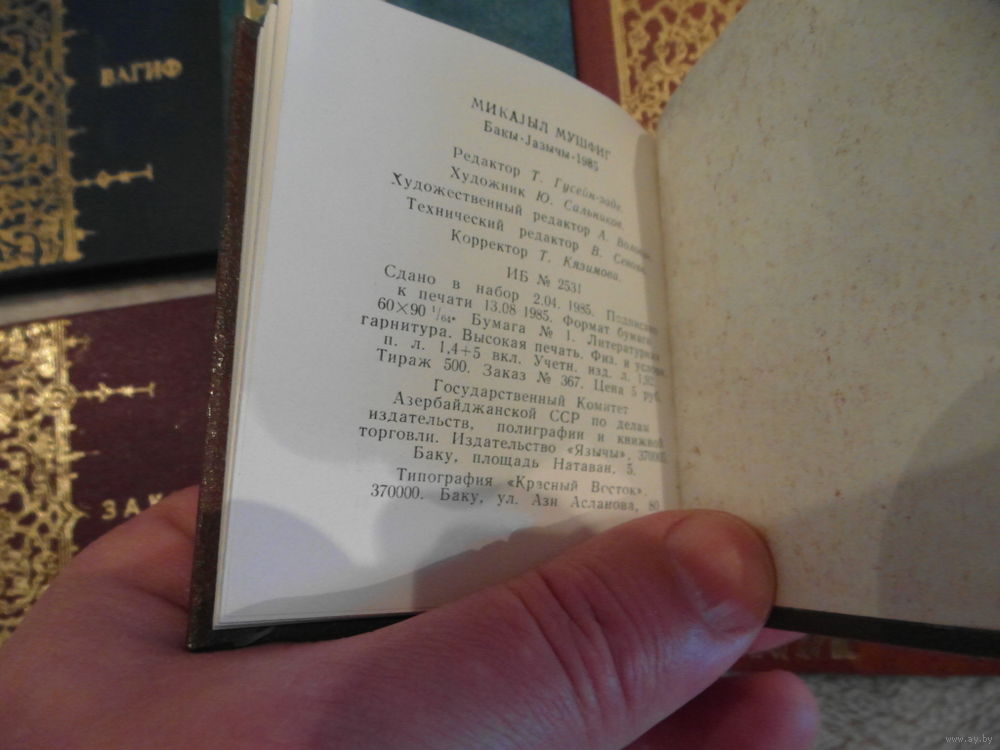 ВАГИФ
МИКАЈЫЛ МУШФИГ
Бакы-Јазычы-1985
Редактор Т. Гусейн-заде.
Художник Ю. Сальников.
Художественный редактор А.
Технический редактор В.
Корректор Т. Кязимова.
ИБ № 2531
Сдано в набор 2.04. 1985. Подписано
к печати 13.08 1985. Формат бумаги
60×90 1/64. Бумага № 1. Литературная
гарнитура. Высокая печать. Физ. и
п. л. 1,4+5 вкл. Учетн. изд. л.
Тираж 500. Заказ № 367. Цена 5 руб.
Государственный Комитет
Азербайджанской ССР по делам
издательств, полиграфии и книжной
торговли. Издательство «Язычы»,
Баку, площадь Натаван, 5.
Типография «Красный Восток».
370000. Баку, ул. Ази Асланова, 80
ЗАК
www.ay.by